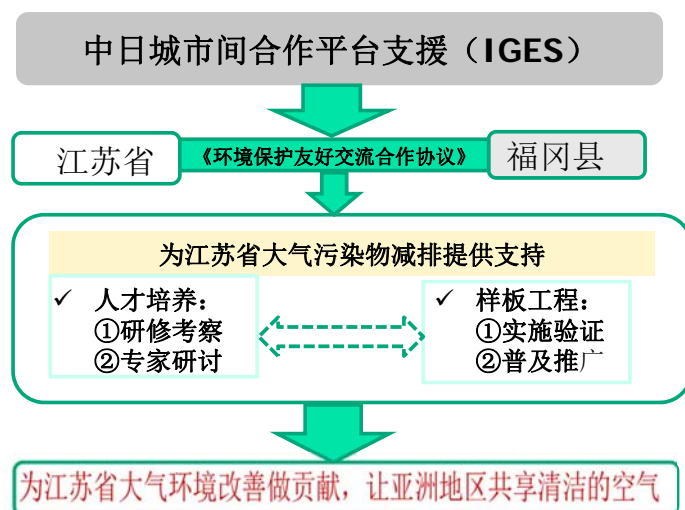 中日城市间合作平台支援（IGES）
江苏省 《环境保护友好交流合作协议》 福冈县
为江苏省大气污染物减排提供支持
✓ 人才培养：
①研修考察
②专家研讨
✓ 样板工程：
①实施验证
②普及推广
为江苏省大气环境改善做贡献，让亚洲地区共享清洁的空气